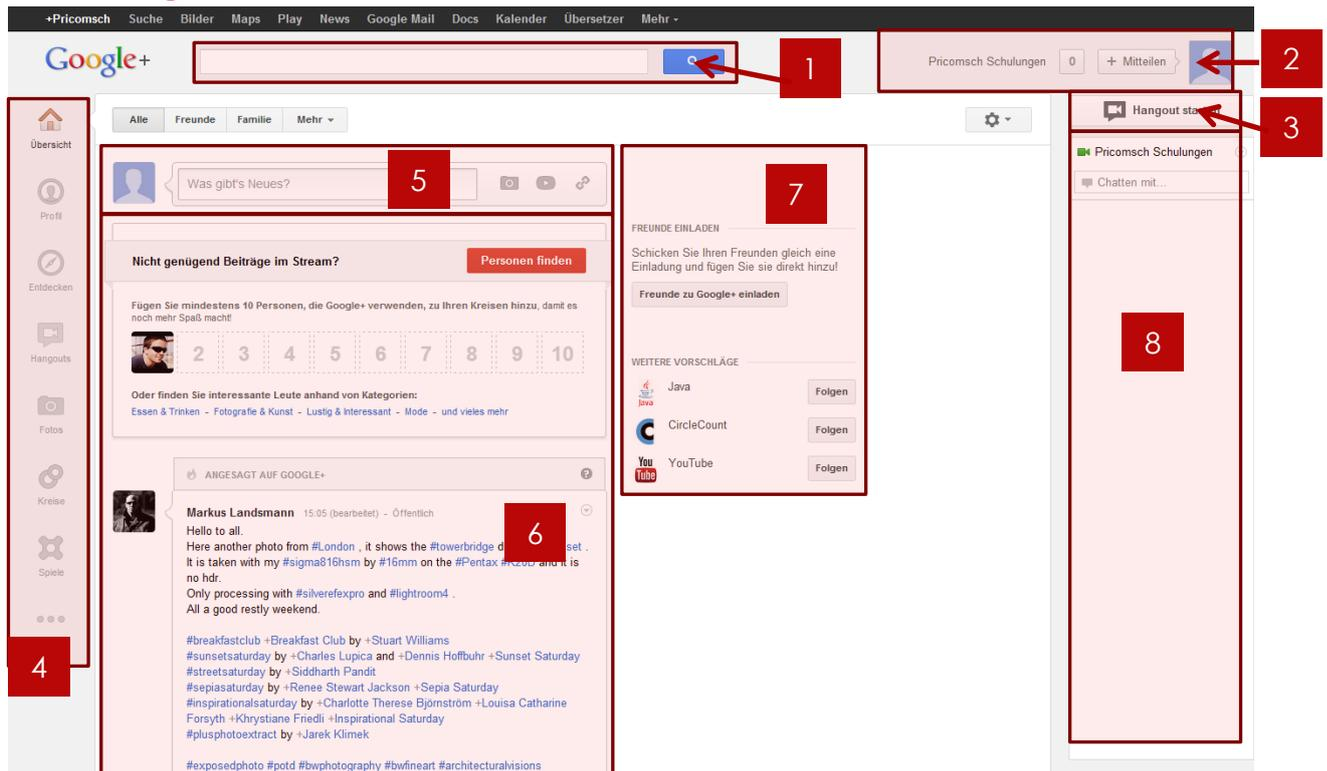 +Pricomsch Suche Bilder Maps Play News Google Mail Docs Kalender Übersetzer Mehr
Google+
1
Pricomsch Schulungen 0 + Mitteilen
2
Hangout
3
Übersicht
Profil
Entdecken
Hangouts
Fotos
Kreise
Spiele
4
Alle Freunde Familie Mehr
Was gibt's Neues?
5
Nicht genügend Beiträge im Stream? Personen finden
Fügen Sie mindestens 10 Personen, die Google+ verwenden, zu Ihren Kreisen hinzu, damit es
noch mehr Spaß macht!
2 3 4 5 6 7 8 9 10
Oder finden Sie interessante Leute anhand von Kategorien:
Essen & Trinken - Fotografie & Kunst - Lustig & Interessant - Mode - und vieles mehr
ANGESAGT AUF GOOGLE+
Markus Landsmann 15:05 (bearbeitet) - Öffentlich
6
Hello to all.
Here another photo from #London , it shows the #towerbridge
It is taken with my #sigma816hsm by #16mm on the #Pentax and it is
no hdr.
Only processing with #silverefexpro and #lightroom4 .
All a good restly weekend.
#breakfastclub +Breakfast Club by +Stuart Williams
#sunsetsaturday by +Charles Lupica and +Dennis Hoffbuhr +Sunset Saturday
#streetsaturday by +Siddharth Pandit
#sepiasaturday by +Renee Stewart Jackson +Sepia Saturday
#inspirationalsaturday by +Charlotte Therese Björnström +Louisa Catharine
Forsyth +Khrystiane Friedli +Inspirational Saturday
#plusphotoextract by +Jarek Klimek
#exposedphoto #potd #bwphotography #bwfineart #architecturalvisions
7
FREUNDE EINLADEN
Schicken Sie Ihren Freunden gleich eine
Einladung und fügen Sie sie direkt hinzu!
Freunde zu Google+ einladen
WEITERE VORSCHLÄGE
Java Folgen
CircleCount Folgen
You Tube YouTube Folgen
Pricomsch Schulungen
Chatten mit...
8